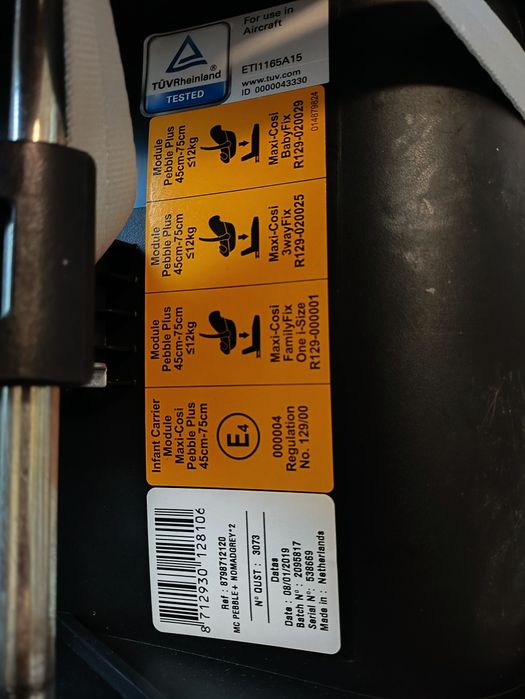 TÜVRheinland
TESTED
For use in
Aircraft
ETI1165A15
www.tuv.com
ID 0000043330
Module
Pebble Plus
45cm-75cm
≤12kg
Maxi-Cosi
BabyFix
R129-020029
014679824
Module
Pebble Plus
45cm-75cm
≤12kg
Maxi-Cosi
3wayFix
R129-020025
Module
Pebble Plus
45cm-75cm
≤12kg
Maxi-Cosi
FamilyFix
One i-Size
R129-000001
Infant Carrier
Module
Maxi-Cosi
Pebble Plus
45cm-75cm
E4
000004
Regulation
No. 129/00
8 712930 128106
Ref : 8798712120
MC PEBBLE+ NOMADGREY*2
N° OUST : 3073
Datas
Date : 08/01/2019
Batch N° : 2095817
Serial N° : 538669
Made in : Netherlands